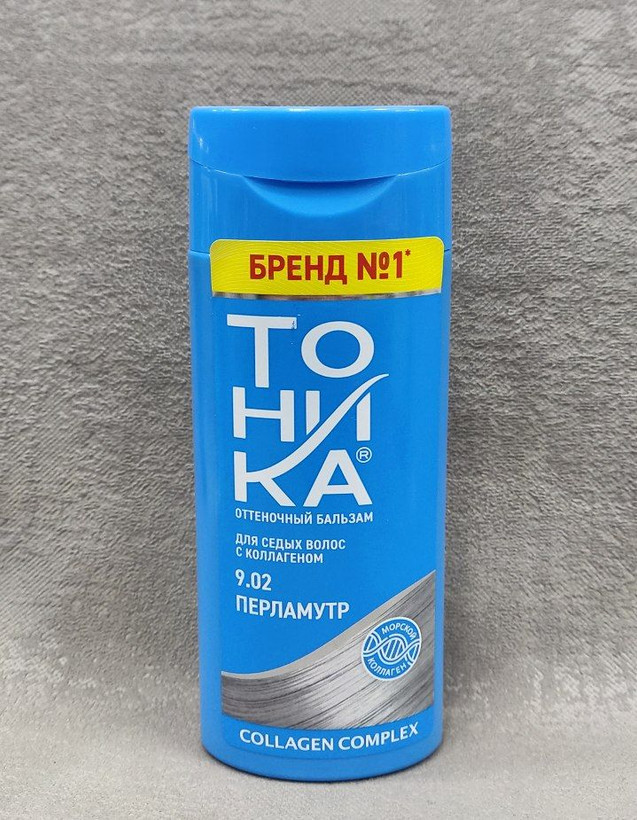 БРЕНД №1*
ТО
НИ
КА®
ОТТЕНОЧНЫЙ БАЛЬЗАМ
ДЛЯ СЕДЫХ ВОЛОС
С КОЛЛАГЕНОМ
9.02
ПЕРЛАМУТР
МОРСКОЙ
КОЛЛАГЕН
COLLAGEN COMPLEX